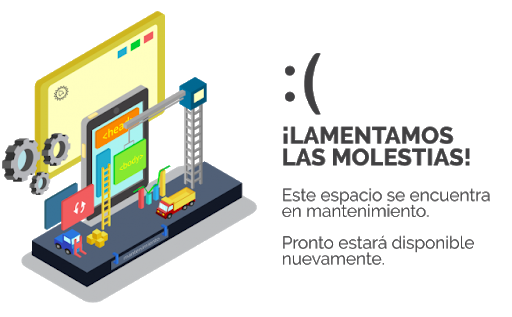 <head>
<body>
:(
¡LAMENTAMOS
LAS MOLESTIAS!
Este espacio se encuentra
en mantenimiento.
Pronto estará disponible
nuevamente.